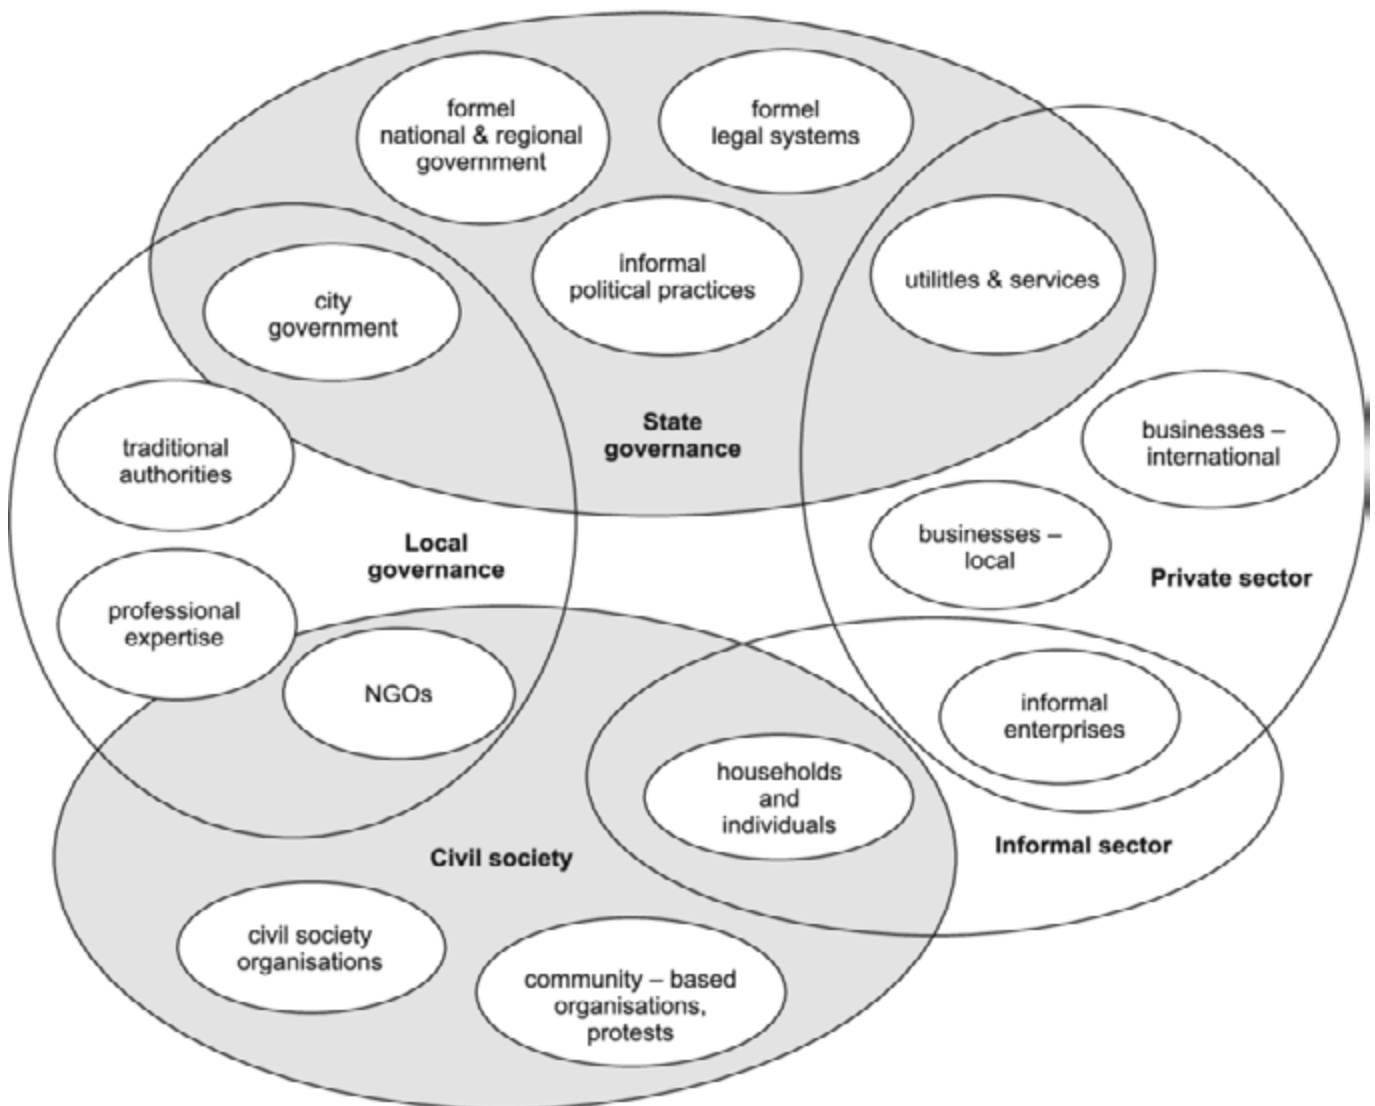 formel
national & regional
government
formel
legal systems
informal
political practices
utilitles & services
city
government
State
governance
traditional
authorities
businesses –
international
businesses –
local
Local
governance
Private sector
professional
expertise
NGOs
informal
enterprises
households
and
individuals
Informal sector
Civil society
civil society
organisations
community – based
organisations,
protests